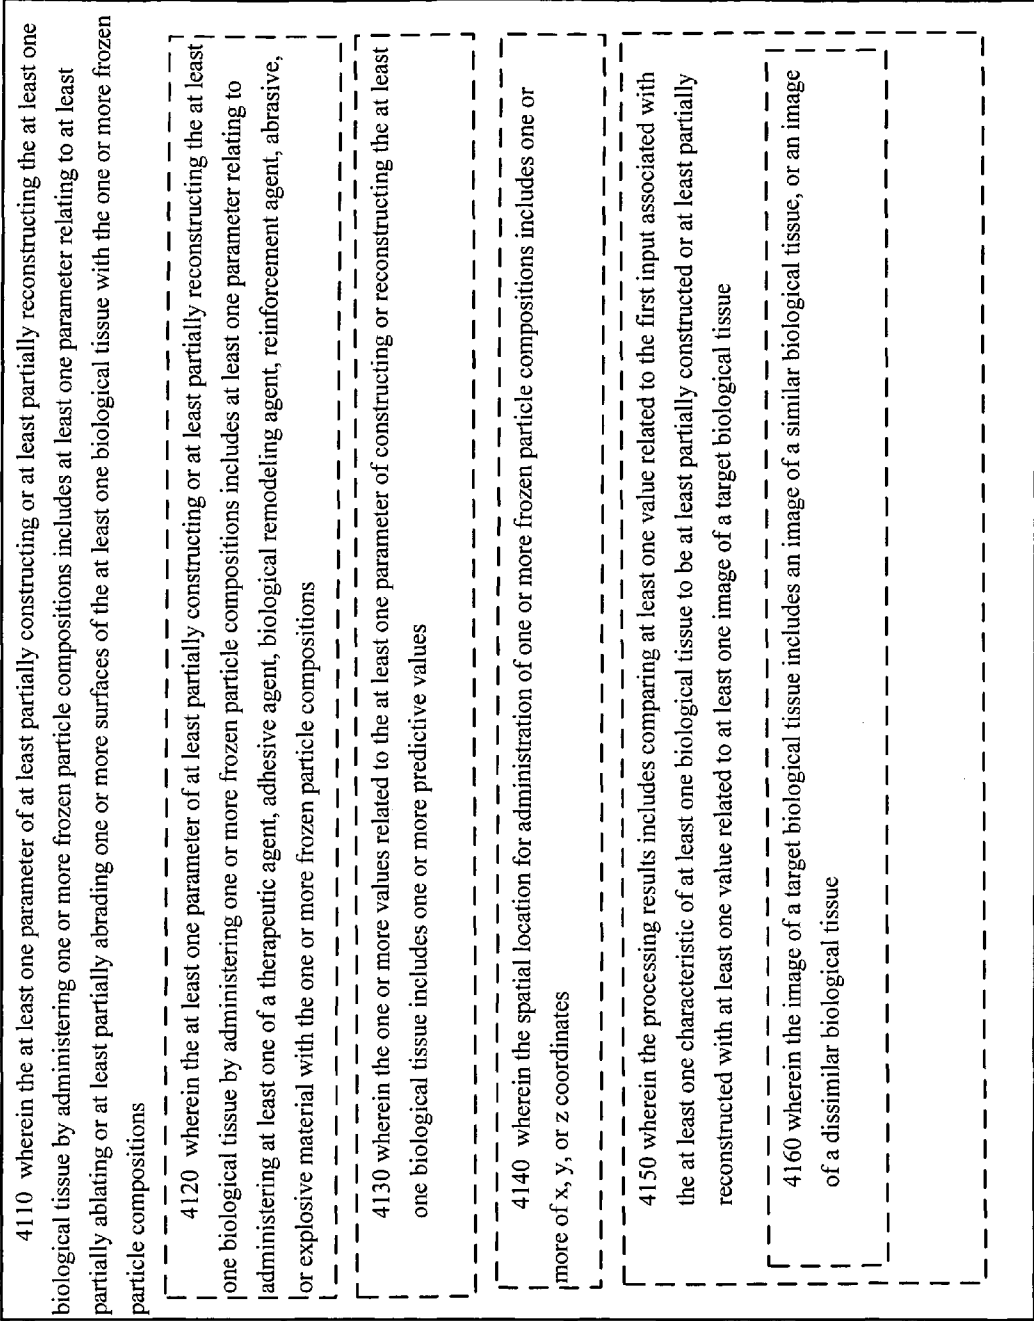 4110 wherein the at least one parameter of at least partially constructing or at least partially reconstructing the at least one
biological tissue by administering one or more frozen particle compositions includes at least one parameter relating to at least
partially ablating or at least partially abrading one or more surfaces of the at least one biological tissue with the one or more frozen
particle compositions
4120 wherein the at least one parameter of at least partially constructing or at least partially reconstructing the at least
one biological tissue by administering one or more frozen particle compositions includes at least one parameter relating to
administering at least one of a therapeutic agent, adhesive agent, biological remodeling agent, reinforcement agent, abrasive,
or explosive material with the one or more frozen particle compositions
4130 wherein the one or more values related to the at least one parameter of constructing or reconstructing the at least
one biological tissue includes one or more predictive values
4140 wherein the spatial location for administration of one or more frozen particle compositions includes one or
more of x, y, or z coordinates
4150 wherein the processing results includes comparing at least one value related to the first input associated with
the at least one characteristic of at least one biological tissue to be at least partially constructed or at least partially
reconstructed with at least one value related to at least one image of a target biological tissue
4160 wherein the image of a target biological tissue includes an image of a similar biological tissue, or an image
of a dissimilar biological tissue